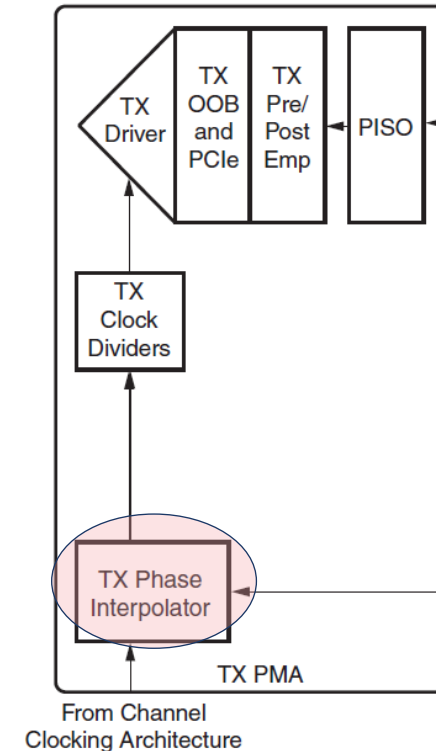 TX
Driver
TX
OOB
and
PCIe
TX
Pre/
Post
Emp
PISO
TX
Clock
Dividers
TX Phase
Interpolator
TX PMA
From Channel
Clocking Architecture